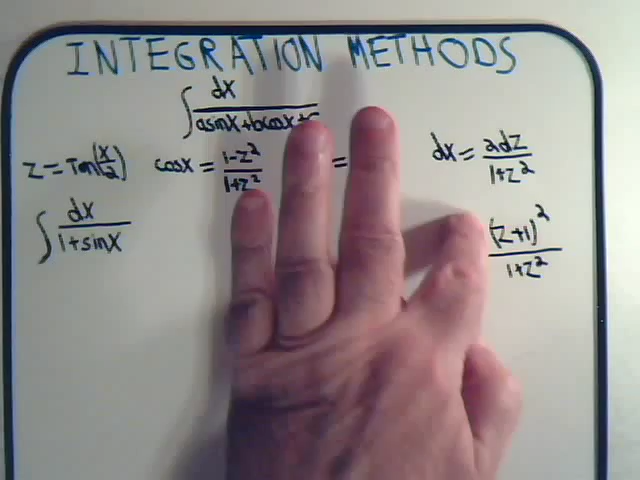 INTEGRATION METHODS
∫ dx / asinx+bcosx+
z = Tan(x/2) cosx = 1-z² / 1+z² = dx = 2dz / 1+z²
∫ dx / 1+sinx (z+1)² / 1+z²